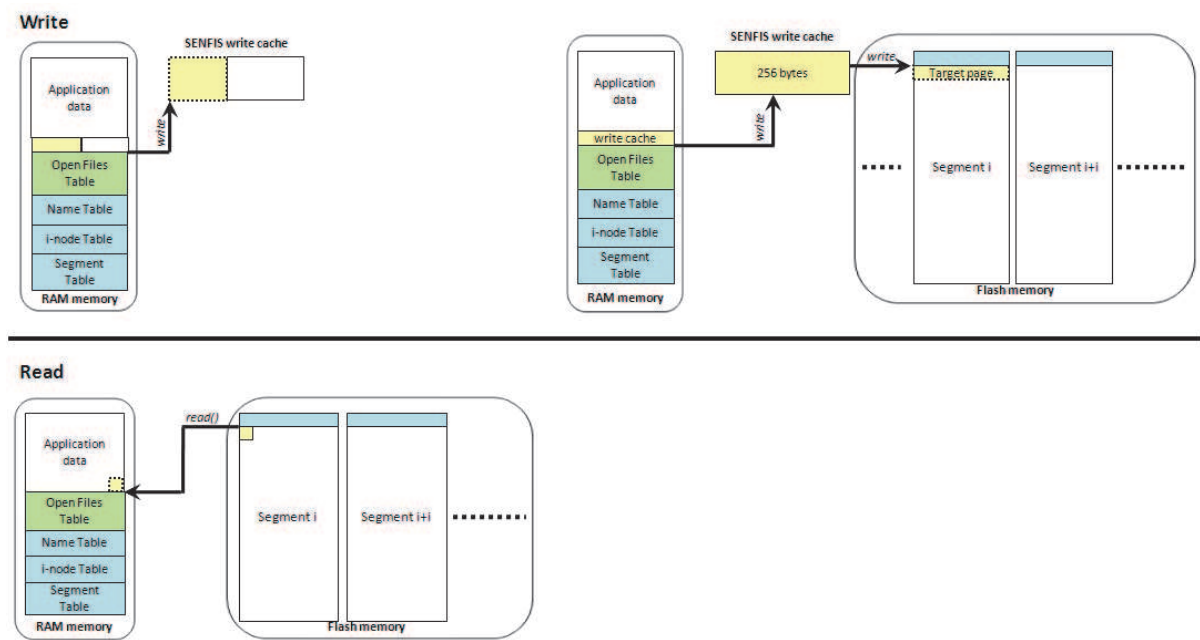 Write
SENFIS write cache
Application
data
write
Open Files
Table
Name Table
i-node Table
Segment
Table
RAM memory
SENFIS write cache
256 bytes
write
Target page
Application
data
write
write cache
Open Files
Table
Name Table
i-node Table
Segment
Table
RAM memory
Segment i
Segment i+i
Flash memory
Read
read()
Application
data
Open Files
Table
Name Table
i-node Table
Segment
Table
RAM memory
Segment i
Segment i+i
Flash memory